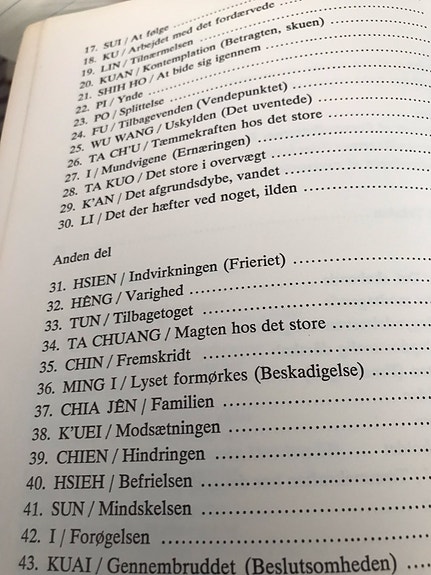 17. SUI / At følge ..........
18. KU / Arbejdet med det fordærvede
19. LIN / Tilnærmelsen ..........
20. KUAN / Kontemplation (Betragten, skuen)
21. SHIH HO / At bide sig igennem ..........
22. PI / Ynde ..........
23. PO / Splittelse ..........
24. FU / Tilbagevenden (Vendepunktet) ..........
25. WU WANG / Uskylden (Det uventede) ..........
26. TA CH'U / Tæmmekraften hos det store ..........
27. I / Mundvigene (Ernæringen) ..........
28. TA KUO / Det store i overvægt ..........
29. K'AN / Det afgrundsdybe, vandet ..........
30. LI / Det der hæfter ved noget, ilden ..........
Anden del
31. HSIEN / Indvirkningen (Frieriet) ..........
32. HÊNG / Varighed ..........
33. TUN / Tilbagetoget ..........
34. TA CHUANG / Magten hos det store ..........
35. CHIN / Fremskridt ..........
36. MING I / Lyset formørkes (Beskadigelse) ..........
37. CHIA JÊN / Familien ..........
38. K'UEI / Modsætningen ..........
39. CHIEN / Hindringen ..........
40. HSIEH / Befrielsen ..........
41. SUN / Mindskelsen ..........
42. I / Forøgelsen ..........
43. KUAI / Gennembruddet (Beslutsomheden) ....